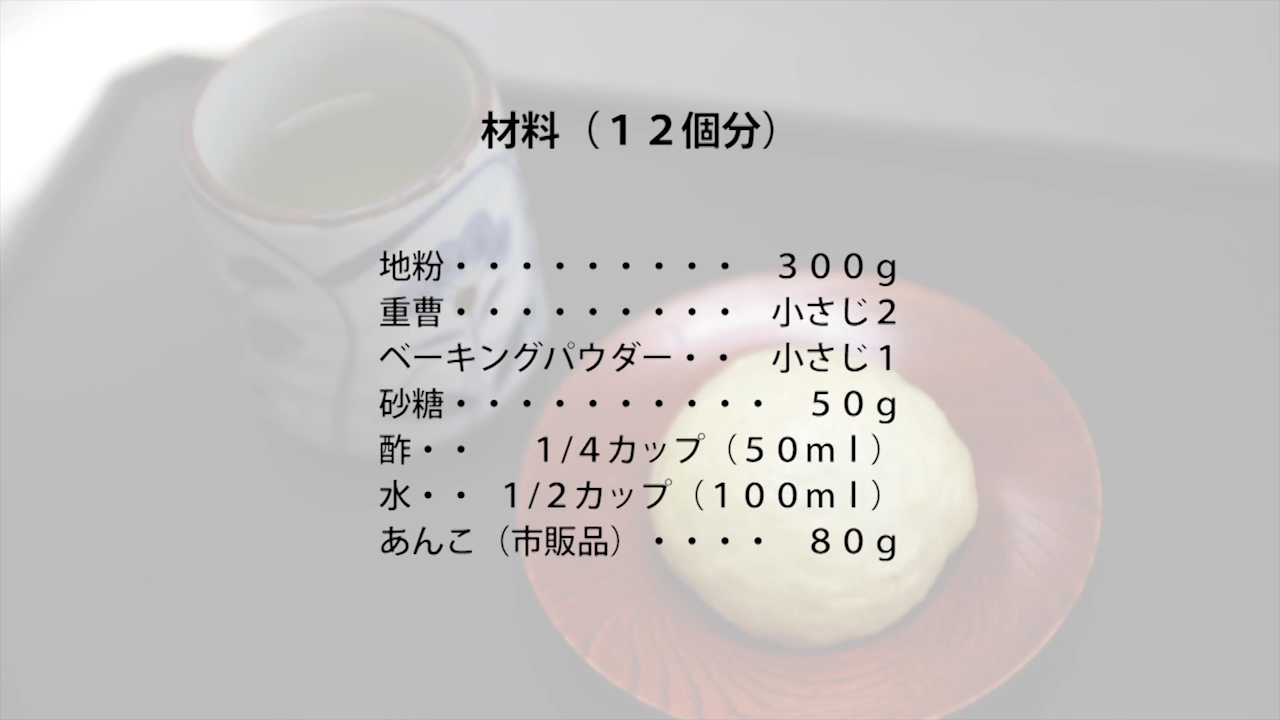 材料（１２個分）
地粉・・・・・・・・・　３００ｇ
重曹・・・・・・・・・　小さじ２
ベーキングパウダー・・　小さじ１
砂糖・・・・・・・・・・　５０ｇ
酢・・　　１/４カップ（５０ｍｌ）
水・・　１/２カップ（１００ｍｌ）
あんこ（市販品）・・・・　８０ｇ